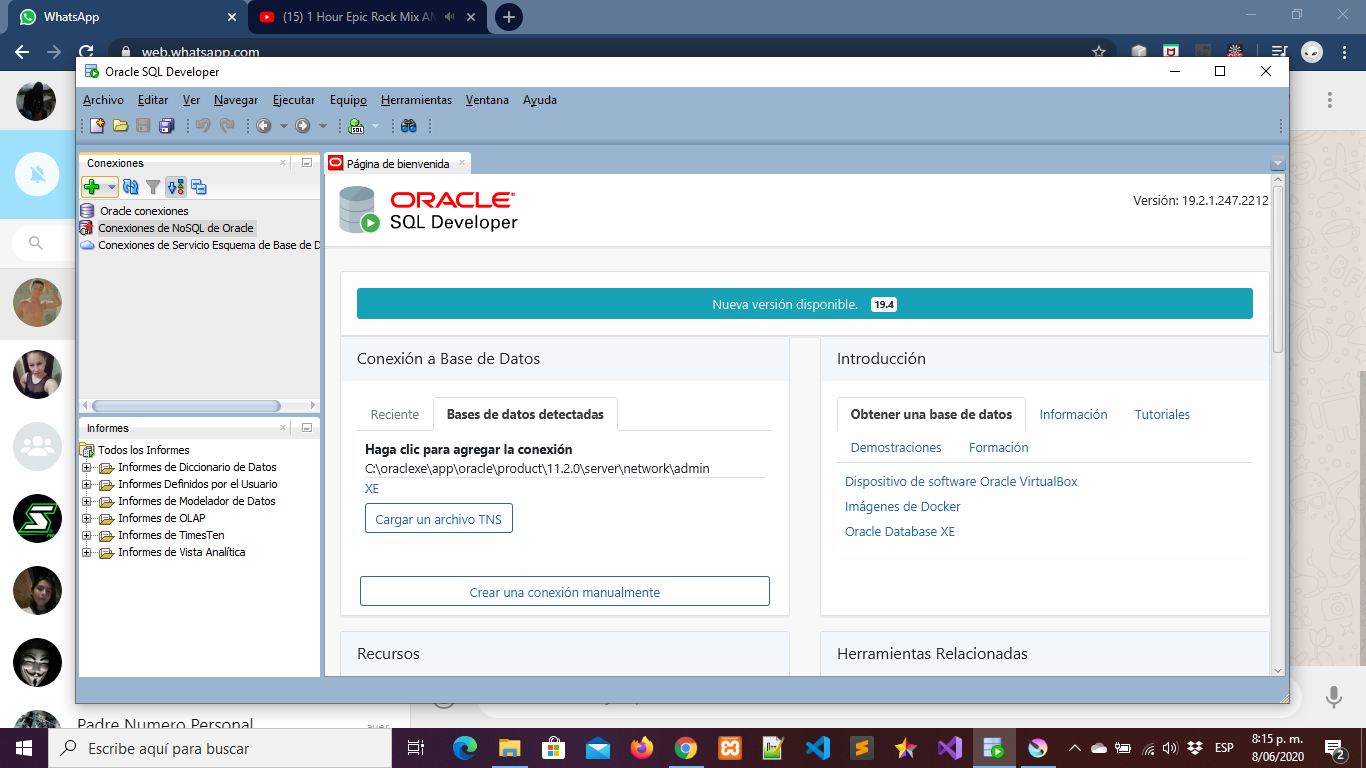 WhatsApp
(15) 1 Hour Epic Rock Mix AM
web.whatsapp.com
Oracle SQL Developer
Archivo Editar Ver Navegar Ejecutar Equipo Herramientas Ventana Ayuda
Conexiones
Oracle conexiones
Conexiones de NoSQL de Oracle
Conexiones de Servicio Esquema de Base de D
Informes
Todos los Informes
Informes de Diccionario de Datos
Informes Definidos por el Usuario
Informes de Modelador de Datos
Informes de OLAP
Informes de TimesTen
Informes de Vista Analítica
Página de bienvenida
ORACLE
SQL Developer
Versión: 19.2.1.247.2212
Nueva versión disponible. 19.4
Conexión a Base de Datos
Reciente Bases de datos detectadas
Haga clic para agregar la conexión
C:\oraclexe\app\oracle\product\11.2.0\server\network\admin
XE
Cargar un archivo TNS
Crear una conexión manualmente
Introducción
Obtener una base de datos Información Tutoriales
Demostraciones Formación
Dispositivo de software Oracle VirtualBox
Imágenes de Docker
Oracle Database XE
Recursos
Herramientas Relacionadas
Padre Numero Personal
ayer
Escribe aquí para buscar
ESP
8:15 p. m.
8/06/2020
2